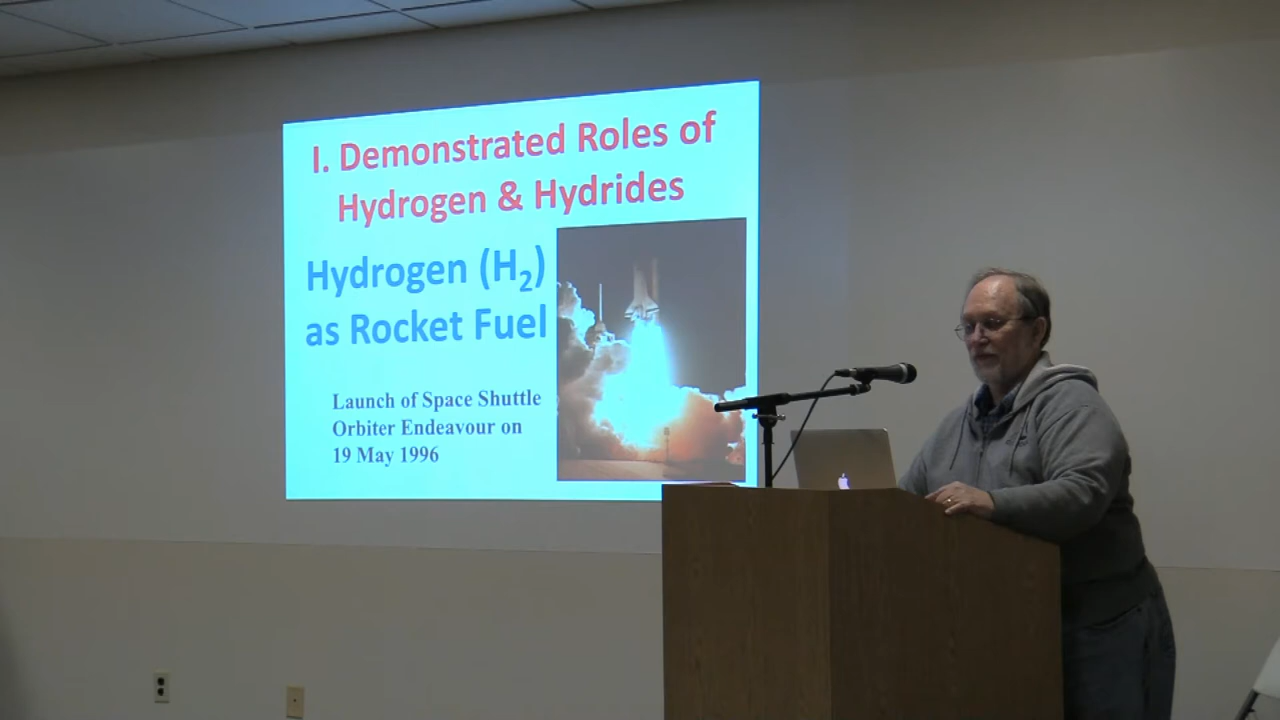 I. Demonstrated Roles of
Hydrogen & Hydrides
Hydrogen (H₂)
as Rocket Fuel
Launch of Space Shuttle
Orbiter Endeavour on
19 May 1996